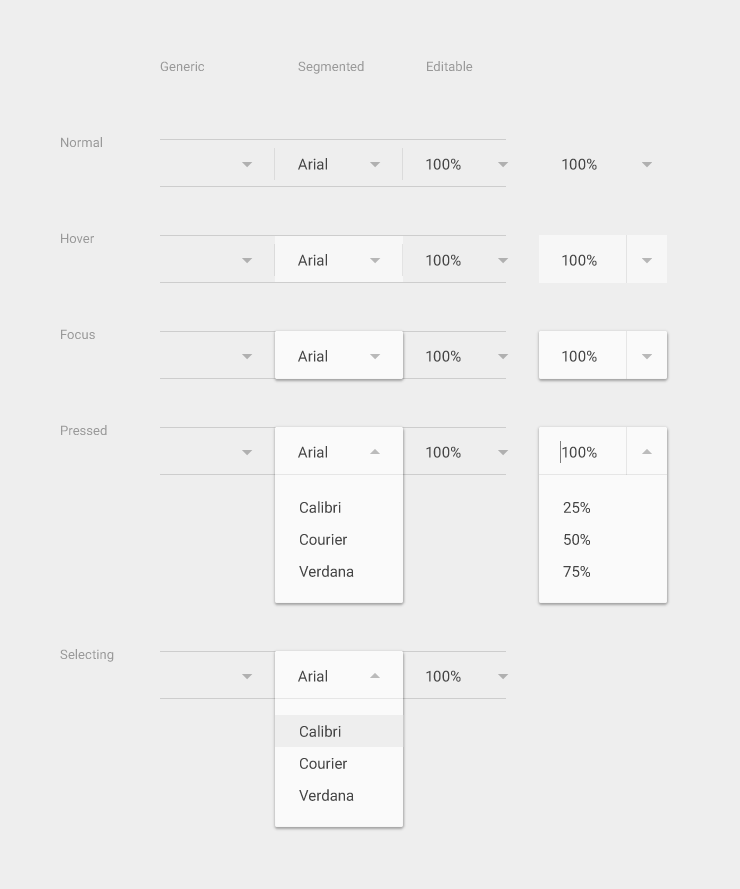 Generic Segmented Editable
Normal
Arial 100% 100%
Hover
Arial 100% 100%
Focus
Arial 100% 100%
Pressed
Arial 100% 100%
Calibri 25%
Courier 50%
Verdana 75%
Selecting
Arial 100%
Calibri
Courier
Verdana